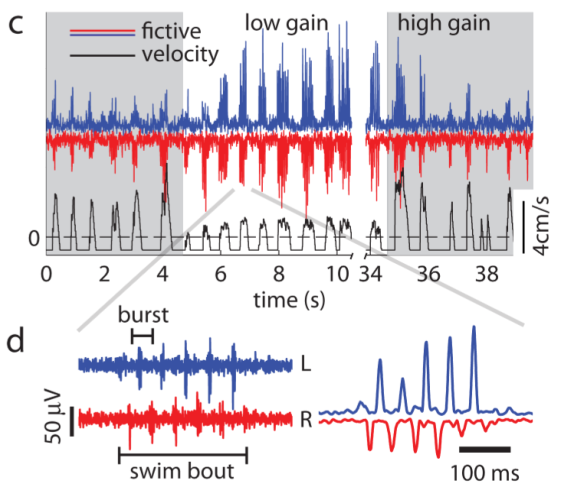 c
fictive
velocity
low gain
high gain
0
4cm/s
0 2 4 6 8 10 34 36 38
time (s)
d
burst
L
R
50 µV
swim bout
100 ms